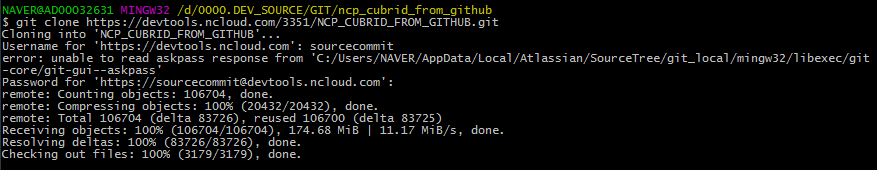 NAVER@AD00032631 MINGW32 /d/0000.DEV_SOURCE/GIT/ncp_cubrid_from_github
$ git clone https://devtools.ncloud.com/3351/NCP_CUBRID_FROM_GITHUB.git
Cloning into 'NCP_CUBRID_FROM_GITHUB'...
Username for 'https://devtools.ncloud.com': sourcecommit
error: unable to read askpass response from 'C:/Users/NAVER/AppData/Local/Atlassian/SourceTree/git_local/mingw32/libexec/git
-core/git-gui--askpass'
Password for 'https://sourcecommit@devtools.ncloud.com':
remote: Counting objects: 106704, done.
remote: Compressing objects: 100% (20432/20432), done.
remote: Total 106704 (delta 83726), reused 106700 (delta 83725)
Receiving objects: 100% (106704/106704), 174.68 MiB | 11.17 MiB/s, done.
Resolving deltas: 100% (83726/83726), done.
Checking out files: 100% (3179/3179), done.